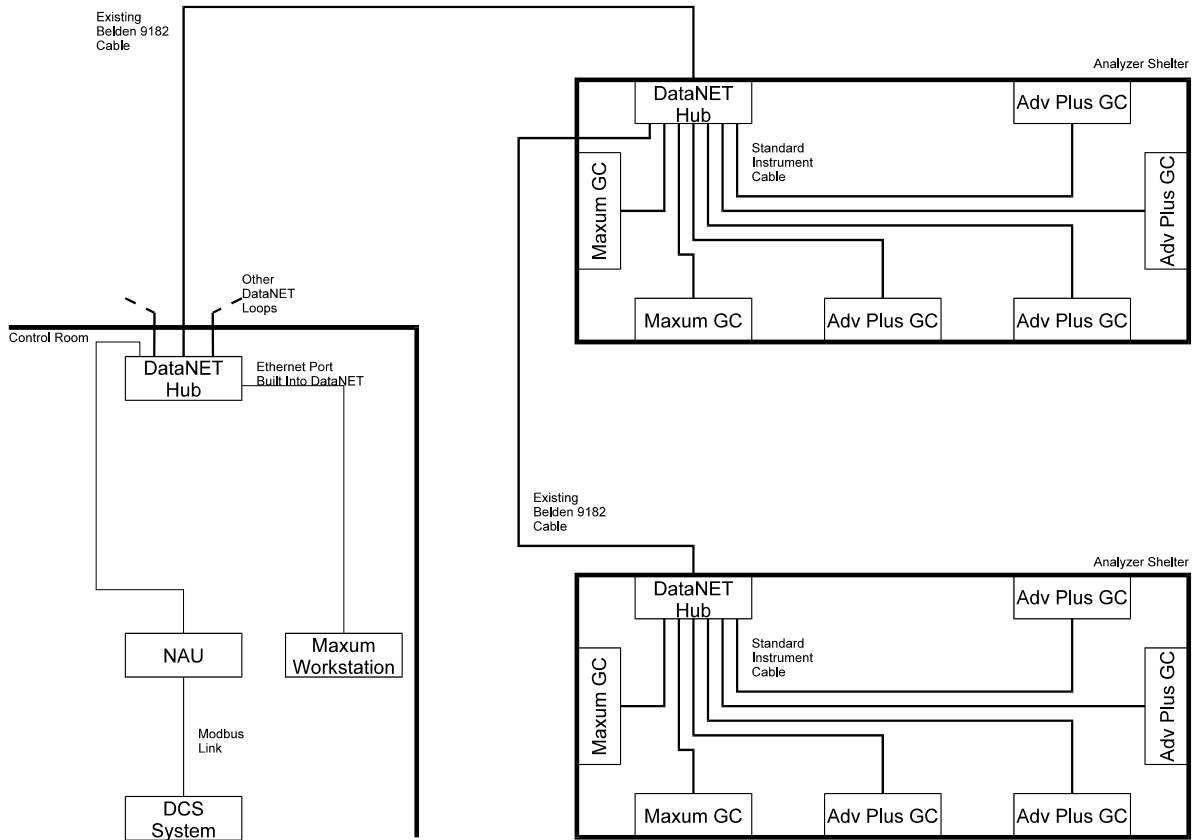 Existing
Belden 9182
Cable
Analyzer Shelter
DataNET
Hub
Adv Plus GC
Standard
Instrument
Cable
Maxum GC
Adv Plus GC
Maxum GC
Adv Plus GC
Adv Plus GC
Other
DataNET
Loops
Control Room
DataNET
Hub
Ethernet Port
Built Into DataNET
Existing
Belden 9182
Cable
Analyzer Shelter
DataNET
Hub
Adv Plus GC
Standard
Instrument
Cable
Maxum GC
Adv Plus GC
Maxum GC
Adv Plus GC
Adv Plus GC
NAU
Maxum
Workstation
Modbus
Link
DCS
System